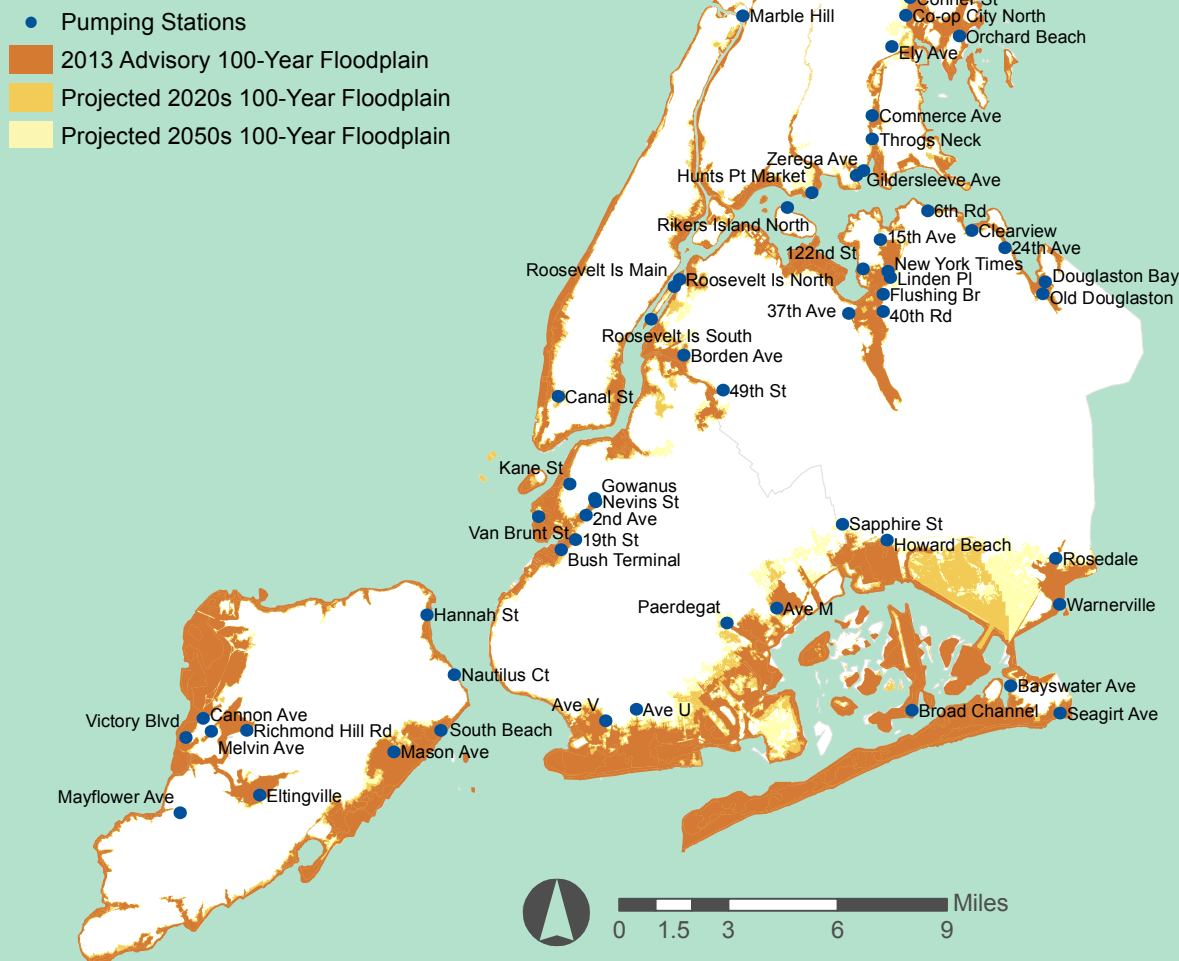 Pumping Stations
2013 Advisory 100-Year Floodplain
Projected 2020s 100-Year Floodplain
Projected 2050s 100-Year Floodplain
Conner St
Marble Hill
Co-op City North
Orchard Beach
Ely Ave
Commerce Ave
Throgs Neck
Zerega Ave
Hunts Pt Market
Gildersleeve Ave
6th Rd
Rikers Island North
Clearview
15th Ave
24th Ave
122nd St
New York Times
Roosevelt Is Main
Roosevelt Is North
Linden Pl
Douglaston Bay
Flushing Br
Old Douglaston
37th Ave
40th Rd
Roosevelt Is South
Borden Ave
49th St
Canal St
Kane St
Gowanus
Nevins St
2nd Ave
Van Brunt St
19th St
Bush Terminal
Sapphire St
Howard Beach
Rosedale
Warnerville
Paerdegat
Ave M
Hannah St
Nautilus Ct
Bayswater Ave
Ave V
Ave U
Broad Channel
Seagirt Ave
Cannon Ave
Victory Blvd
Richmond Hill Rd
South Beach
Melvin Ave
Mason Ave
Mayflower Ave
Eltingville
Miles
0 1.5 3 6 9